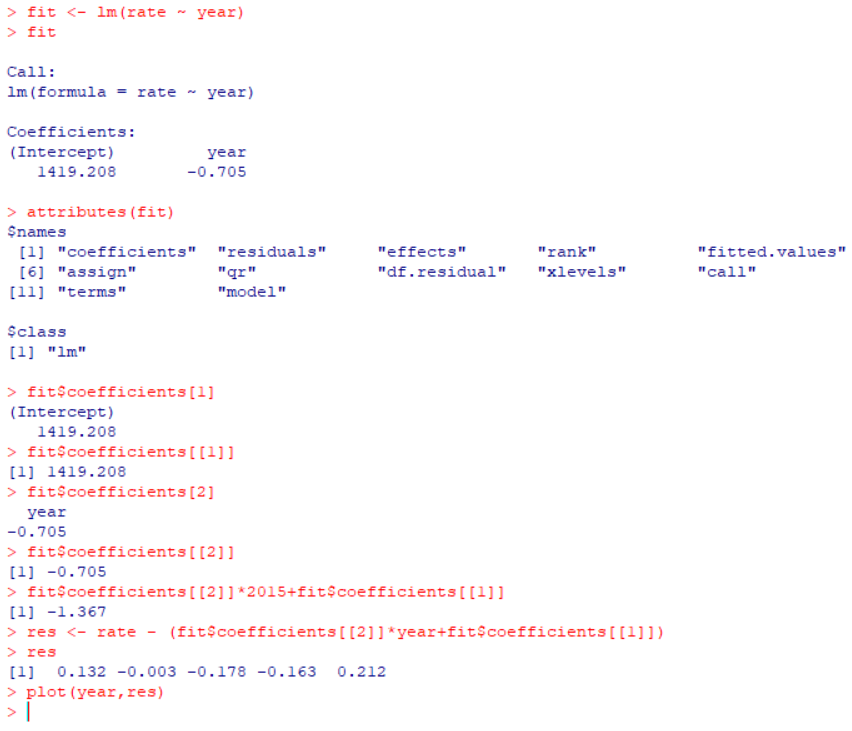 > fit <- lm(rate ~ year)
> fit
Call:
lm(formula = rate ~ year)
Coefficients:
(Intercept)         year
   1419.208       -0.705
> attributes(fit)
$names
 [1] "coefficients"  "residuals"     "effects"       "rank"          "fitted.values"
 [6] "assign"        "qr"            "df.residual"   "xlevels"       "call"
[11] "terms"         "model"
$class
[1] "lm"
> fit$coefficients[1]
(Intercept)
   1419.208
> fit$coefficients[[1]]
[1] 1419.208
> fit$coefficients[2]
  year
-0.705
> fit$coefficients[[2]]
[1] -0.705
> fit$coefficients[[2]]*2015+fit$coefficients[[1]]
[1] -1.367
> res <- rate - (fit$coefficients[[2]]*year+fit$coefficients[[1]])
> res
[1]  0.132 -0.003 -0.178 -0.163  0.212
> plot(year,res)
>